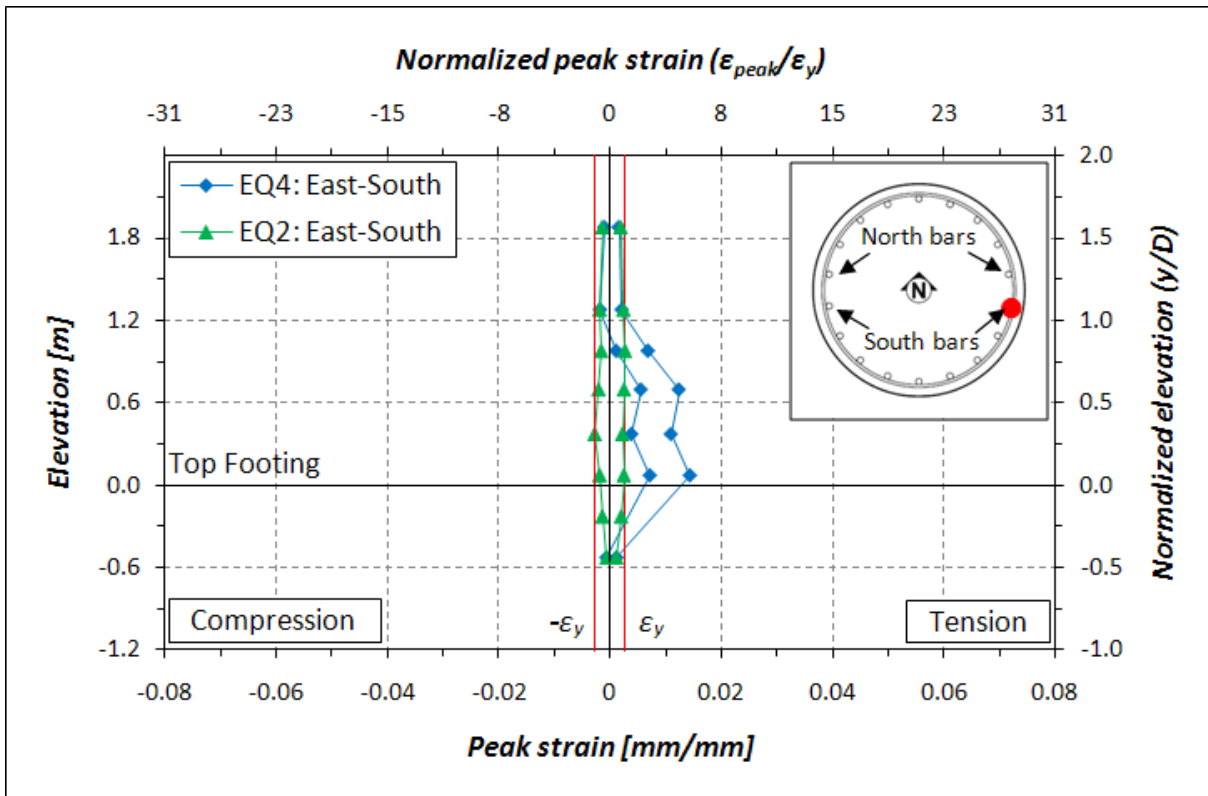 Normalized peak strain (ε_peak/ε_y)
-31 -23 -15 -8 0 8 15 23 31
EQ4: East-South
EQ2: East-South
North bars
N
South bars
Elevation [m]
1.8
1.2
0.6
0.0
-0.6
-1.2
Top Footing
Compression
-ε_y
ε_y
Tension
2.0
1.5
1.0
0.5
0.0
-0.5
-1.0
Normalized elevation (y/D)
-0.08 -0.06 -0.04 -0.02 0 0.02 0.04 0.06 0.08
Peak strain [mm/mm]